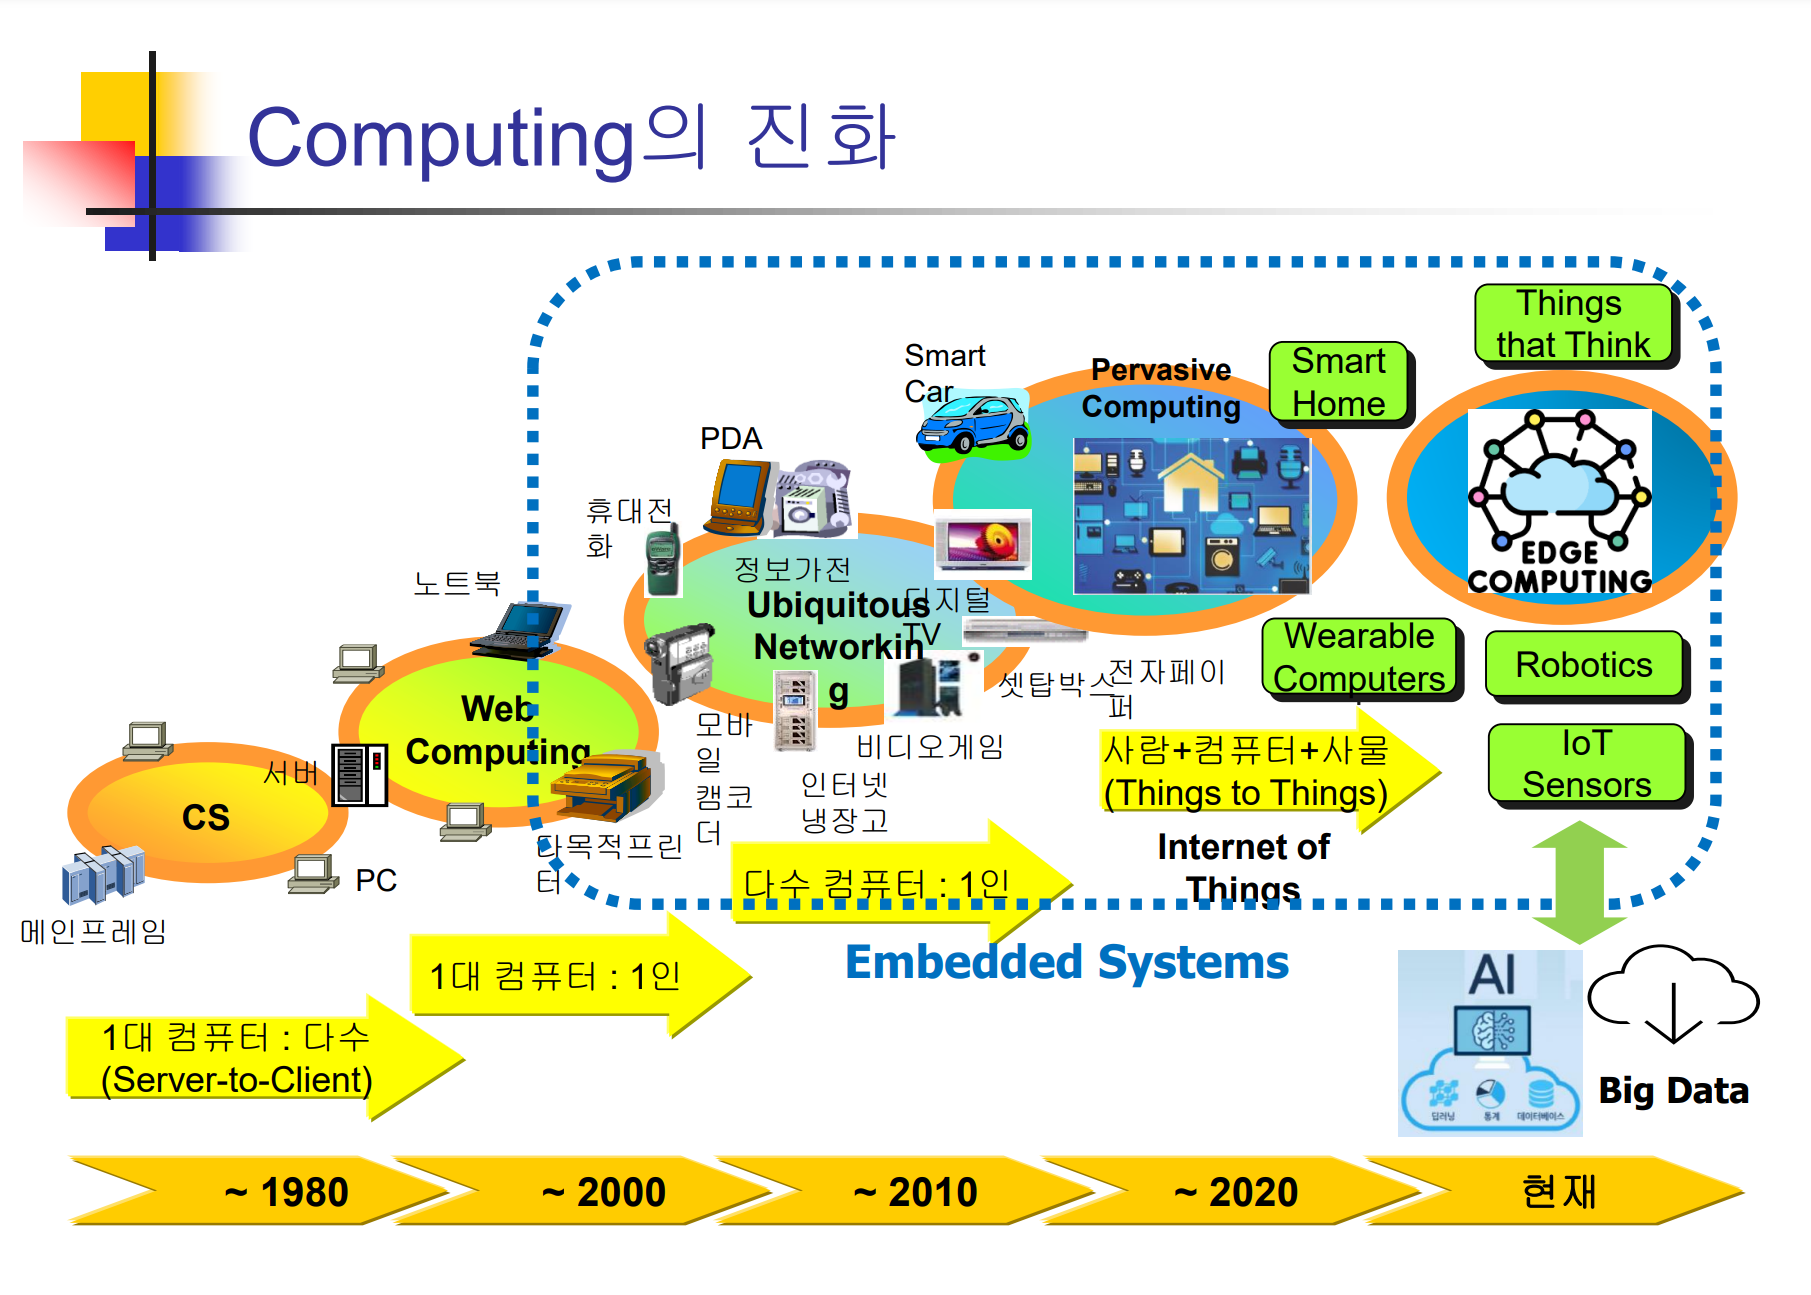 Computing의 진화
Things
that Think
Smart
Home
Smart
Car
Pervasive
Computing
EDGE
COMPUTING
PDA
휴대전
화
정보가전
Ubiquitous
Networkin
g
디지털
TV
노트북
셋탑박스
전자페이
퍼
Wearable
Computers
Robotics
IoT
Sensors
Web
Computing
모바
일
캠코
더
비디오게임
인터넷
냉장고
사람+컴퓨터+사물
(Things to Things)
Internet of
Things
서버
CS
PC
메인프레임
다목적프린
터
다수 컴퓨터 : 1인
1대 컴퓨터 : 1인
1대 컴퓨터 : 다수
(Server-to-Client)
Embedded Systems
AI
딥러닝
통계
데이터베이스
Big Data
~ 1980
~ 2000
~ 2010
~ 2020
현재